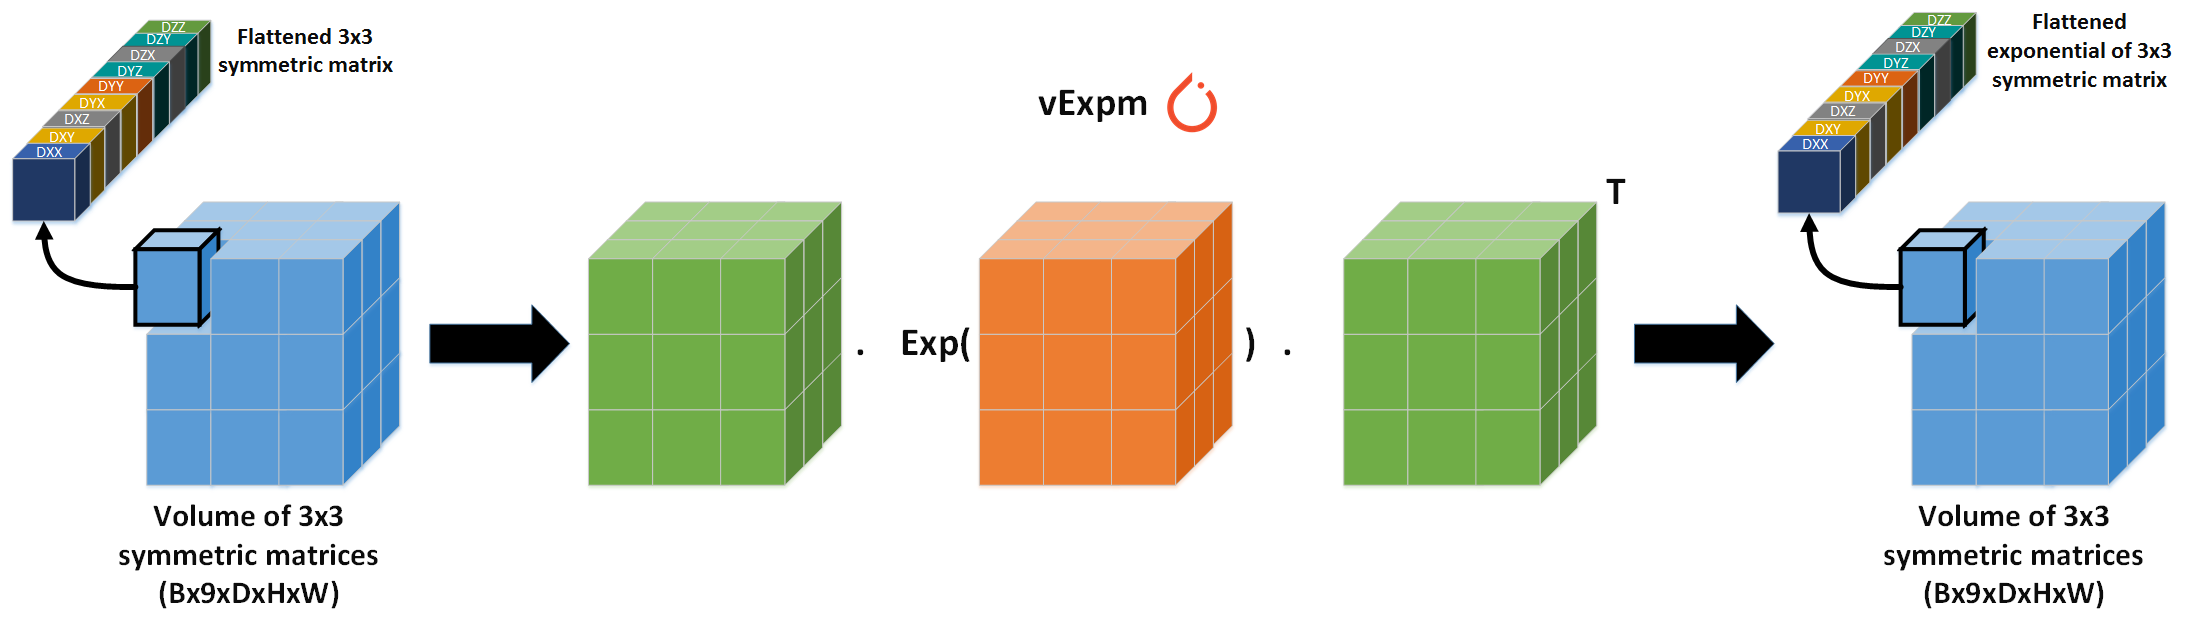 DZZ
DZY
DZX
DYZ
DYY
DYX
DXZ
DXY
DXX
Flattened 3x3
symmetric matrix
Volume of 3x3
symmetric matrices
(Bx9xDxHxW)
vExpm
. Exp( ) . T
DZZ
DZY
DZX
DYZ
DYY
DYX
DXZ
DXY
DXX
Flattened
exponential of 3x3
symmetric matrix
Volume of 3x3
symmetric matrices
(Bx9xDxHxW)